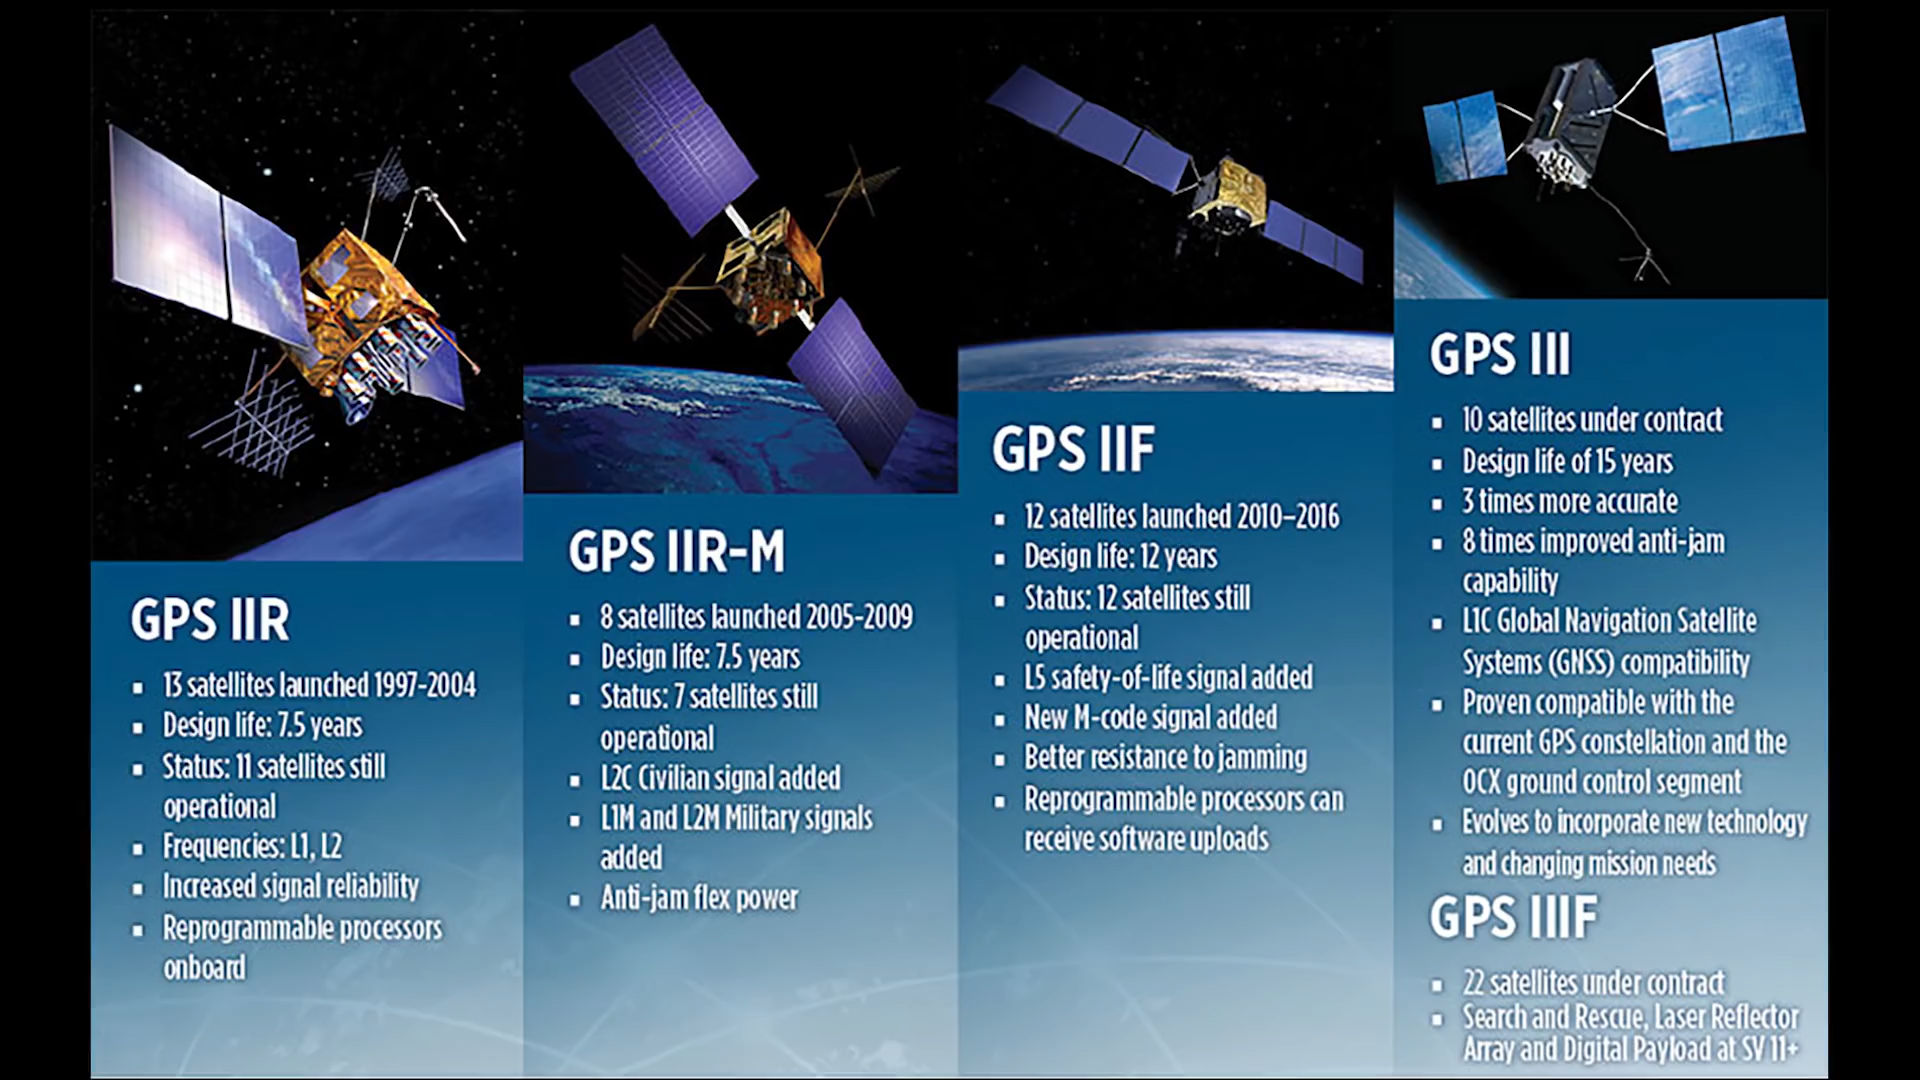 GPS IIR
▪ 13 satellites launched 1997-2004
▪ Design life: 7.5 years
▪ Status: 11 satellites still
operational
▪ Frequencies: L1, L2
▪ Increased signal reliability
▪ Reprogrammable processors
onboard
GPS IIR-M
▪ 8 satellites launched 2005-2009
▪ Design life: 7.5 years
▪ Status: 7 satellites still
operational
▪ L2C Civilian signal added
▪ L1M and L2M Military signals
added
▪ Anti-jam flex power
GPS IIF
▪ 12 satellites launched 2010–2016
▪ Design life: 12 years
▪ Status: 12 satellites still
operational
▪ L5 safety-of-life signal added
▪ New M-code signal added
▪ Better resistance to jamming
▪ Reprogrammable processors can
receive software uploads
GPS III
▪ 10 satellites under contract
▪ Design life of 15 years
▪ 3 times more accurate
▪ 8 times improved anti-jam
capability
▪ L1C Global Navigation Satellite
Systems (GNSS) compatibility
▪ Proven compatible with the
current GPS constellation and the
OCX ground control segment
▪ Evolves to incorporate new technology
and changing mission needs
GPS IIIF
▪ 22 satellites under contract
▪ Search and Rescue, Laser Reflector
Array and Digital Payload at SV 11+